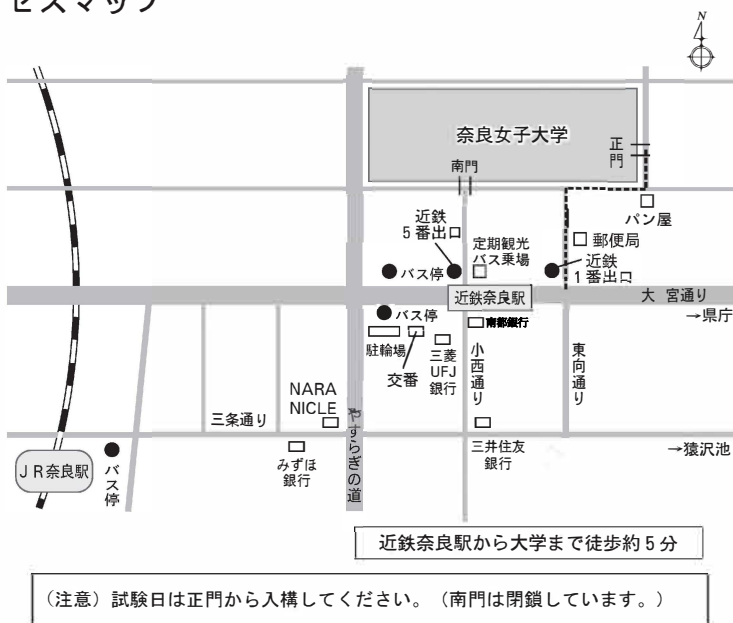 セスマップ
N
奈良女子大学
正門
南門
パン屋
近鉄
5番出口
定期観光
バス乗場
郵便局
近鉄
1番出口
バス停
近鉄奈良駅
大宮通り
→県庁
バス停
南都銀行
駐輪場
交番
三菱
UFJ
銀行
小西通り
東向通り
NARA
NICLE
三条通り
やすらぎの道
みずほ
銀行
三井住友
銀行
→猿沢池
JR奈良駅
バス停
近鉄奈良駅から大学まで徒歩約5分
(注意)試験日は正門から入構してください。(南門は閉鎖しています。)